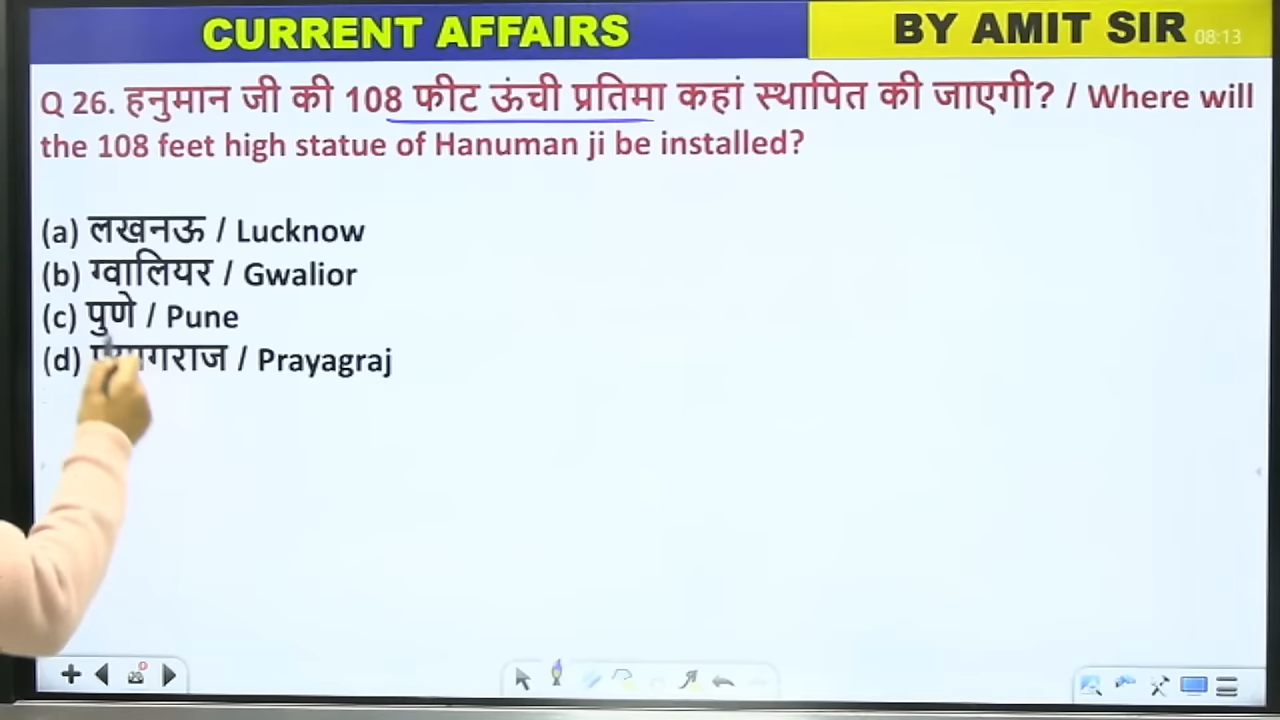 CURRENT AFFAIRS
BY AMIT SIR
08:13
Q 26. हनुमान जी की 108 फीट ऊंची प्रतिमा कहां स्थापित की जाएगी? / Where will
the 108 feet high statue of Hanuman ji be installed?
(a) लखनऊ / Lucknow
(b) ग्वालियर / Gwalior
(c) पुणे / Pune
(d) / Prayagraj